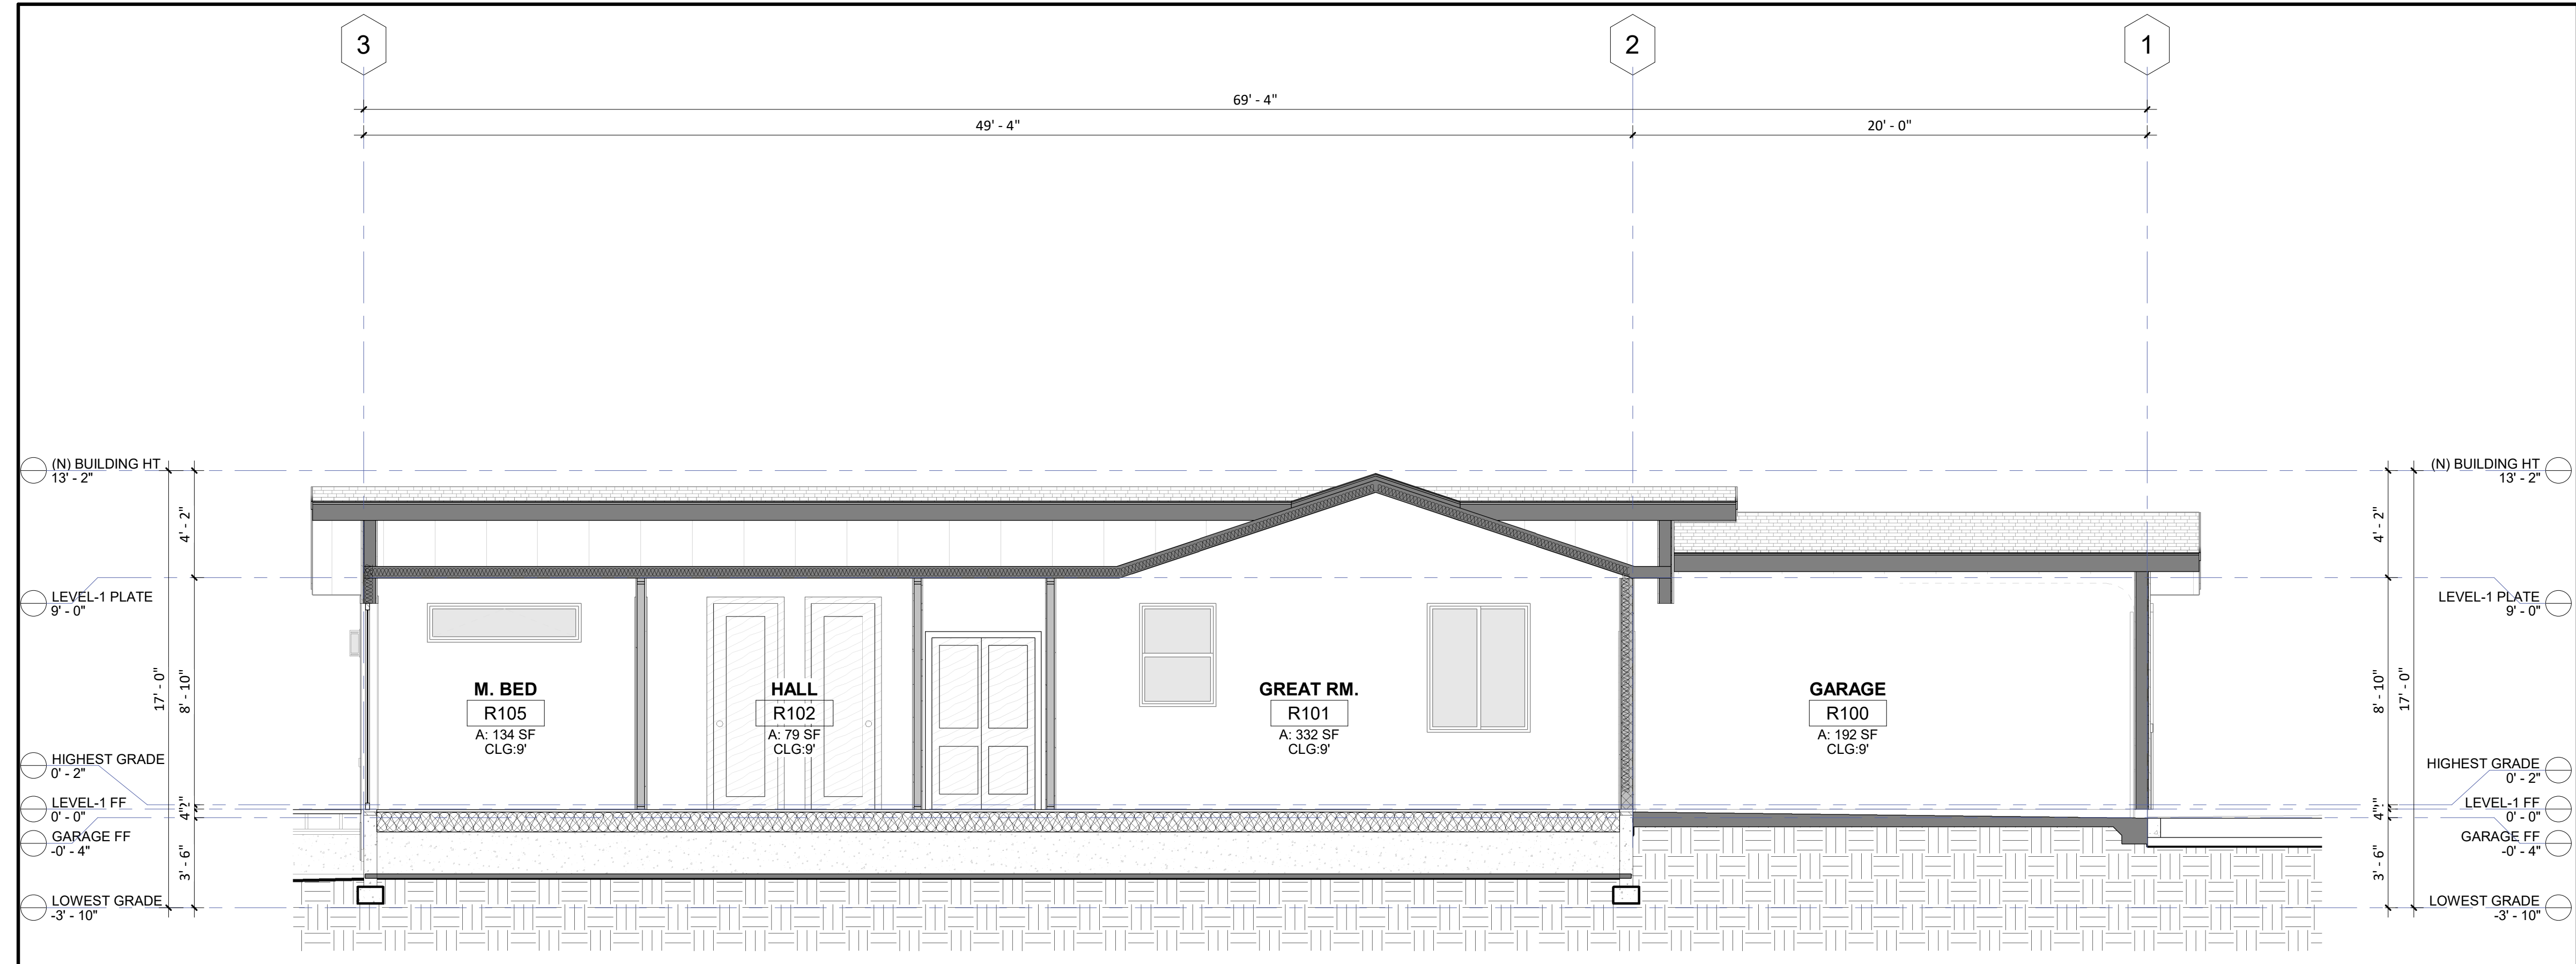 3
2
1
69' - 4"
49' - 4"
20' - 0"
(N) BUILDING HT
13' - 2"
(N) BUILDING HT
13' - 2"
4' - 2"
4' - 2"
LEVEL-1 PLATE
9' - 0"
LEVEL-1 PLATE
9' - 0"
17' - 0"
8' - 10"
8' - 10"
17' - 0"
M. BED
R105
A: 134 SF
CLG:9'
HALL
R102
A: 79 SF
CLG:9'
GREAT RM.
R101
A: 332 SF
CLG:9'
GARAGE
R100
A: 192 SF
CLG:9'
HIGHEST GRADE
0' - 2"
HIGHEST GRADE
0' - 2"
2"
4"
2"
4"
LEVEL-1 FF
0' - 0"
LEVEL-1 FF
0' - 0"
GARAGE FF
-0' - 4"
GARAGE FF
-0' - 4"
3' - 6"
3' - 6"
LOWEST GRADE
-3' - 10"
LOWEST GRADE
-3' - 10"